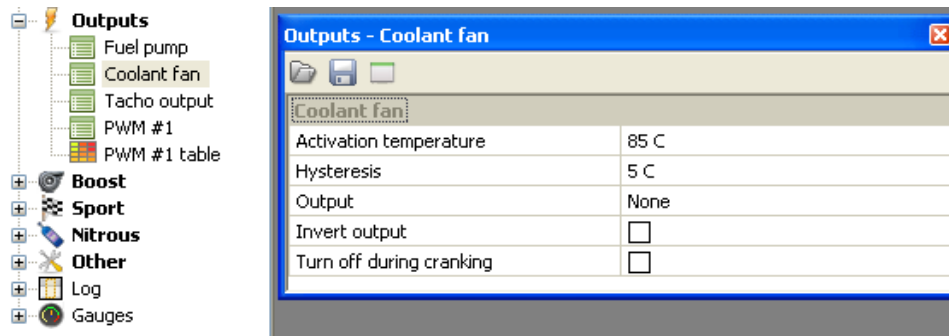 Outputs
Fuel pump
Coolant fan
Tacho output
PWM #1
PWM #1 table
Boost
Sport
Nitrous
Other
Log
Gauges
Outputs - Coolant fan
Coolant fan
Activation temperature 85 C
Hysteresis 5 C
Output None
Invert output
Turn off during cranking